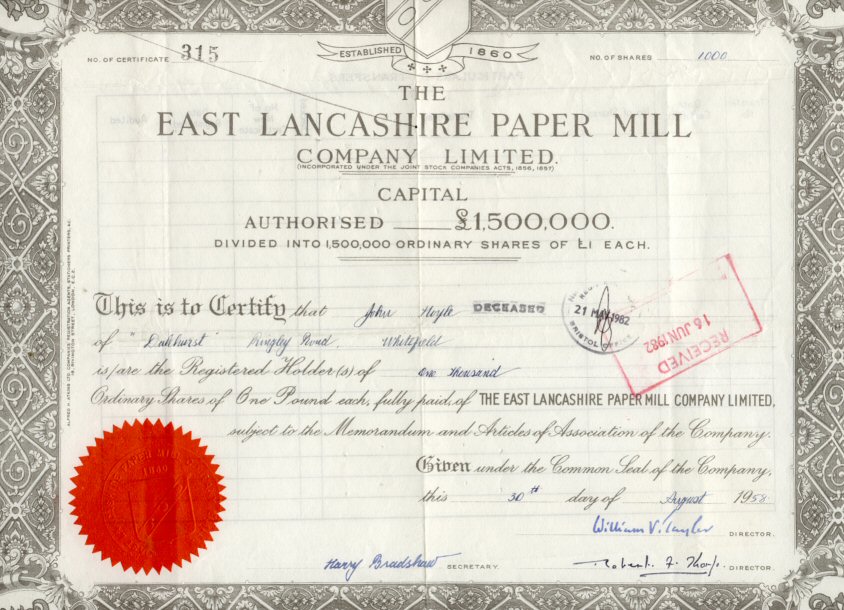 NO. OF CERTIFICATE 315
ESTABLISHED 1860
NO. OF SHARES 1000
THE
EAST LANCASHIRE PAPER MILL
COMPANY LIMITED.
(INCORPORATED UNDER THE JOINT STOCK COMPANIES ACTS, 1856, 1857)
CAPITAL
AUTHORISED £1,500,000.
DIVIDED INTO 1,500,000 ORDINARY SHARES OF £1 EACH.
This is to Certify that John Hoyle DECEASED
21 MAY 1982
BRISTOL OFFICE
RECEIVED
16 JUN 1982
of " " Ringley Road, Whitefield
is/are the Registered Holder(s) of One Thousand
Ordinary Shares of One Pound each, fully paid, of THE EAST LANCASHIRE PAPER MILL COMPANY LIMITED,
subject to the Memorandum and Articles of Association of the Company.
Given under the Common Seal of the Company,
this 30th day of August 1958
William V. Tayler DIRECTOR.
Harry Bradshaw SECRETARY.
Robert F. DIRECTOR.
PAPER MILL